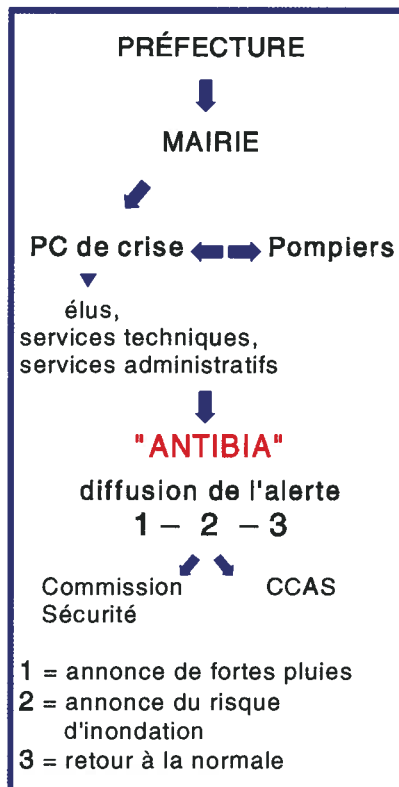 PRÉFECTURE
MAIRIE
PC de crise Pompiers
élus,
services techniques,
services administratifs
"ANTIBIA"
diffusion de l'alerte
1 – 2 – 3
Commission CCAS
Sécurité
1 = annonce de fortes pluies
2 = annonce du risque
d'inondation
3 = retour à la normale